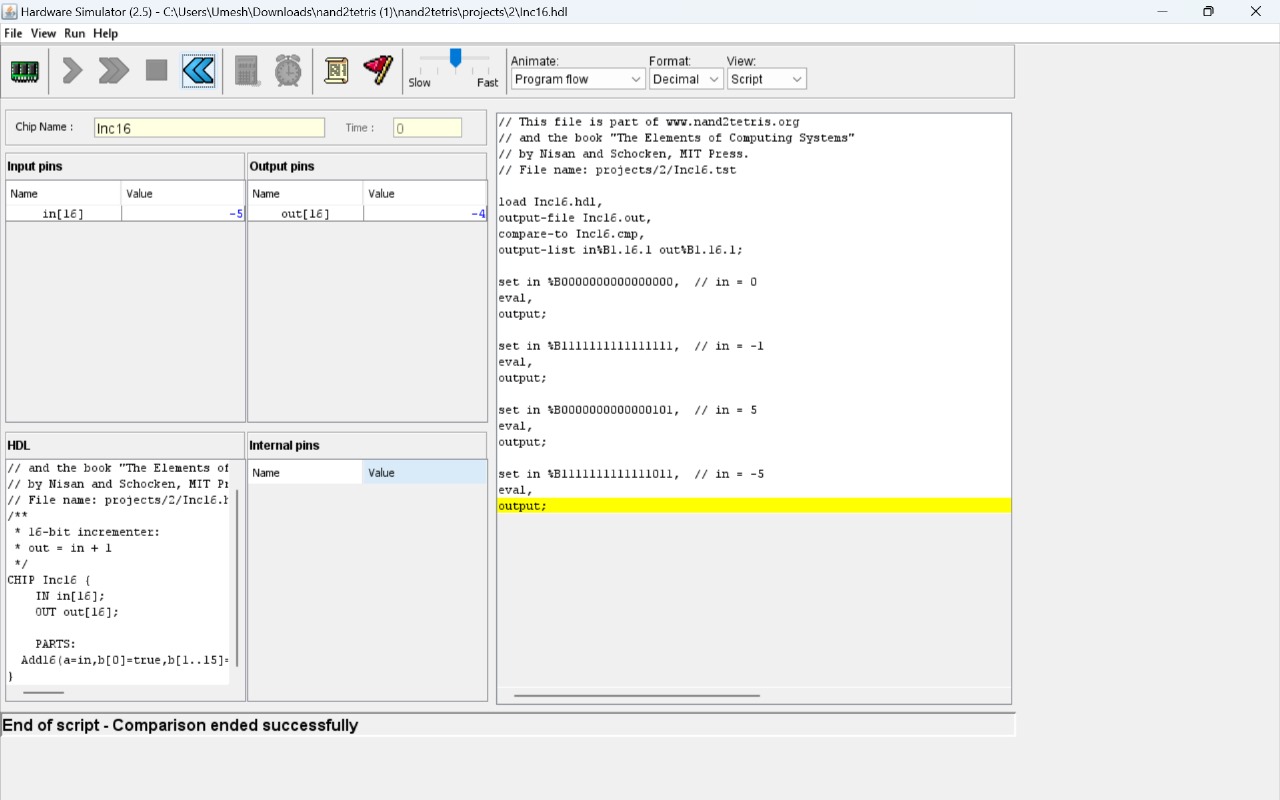 Hardware Simulator (2.5) - C:\Users\Umesh\Downloads\nand2tetris (1)\nand2tetris\projects\2\Inc16.hdl
File View Run Help
Slow Fast
Animate: Format: View:
Program flow Decimal Script
Chip Name : Inc16 Time : 0
Input pins Output pins
Name Value Name Value
in[16] -5 out[16] -4
HDL Internal pins
Name Value
// and the book "The Elements of
// by Nisan and Schocken, MIT Pr
// File name: projects/2/Inc16.h
/**
* 16-bit incrementer:
* out = in + 1
*/
CHIP Inc16 {
IN in[16];
OUT out[16];
PARTS:
Add16(a=in,b[0]=true,b[1..15]=
}
// This file is part of www.nand2tetris.org
// and the book "The Elements of Computing Systems"
// by Nisan and Schocken, MIT Press.
// File name: projects/2/Inc16.tst
load Inc16.hdl,
output-file Inc16.out,
compare-to Inc16.cmp,
output-list in%B1.16.1 out%B1.16.1;
set in %B0000000000000000, // in = 0
eval,
output;
set in %B1111111111111111, // in = -1
eval,
output;
set in %B0000000000000101, // in = 5
eval,
output;
set in %B1111111111111011, // in = -5
eval,
output;
End of script - Comparison ended successfully